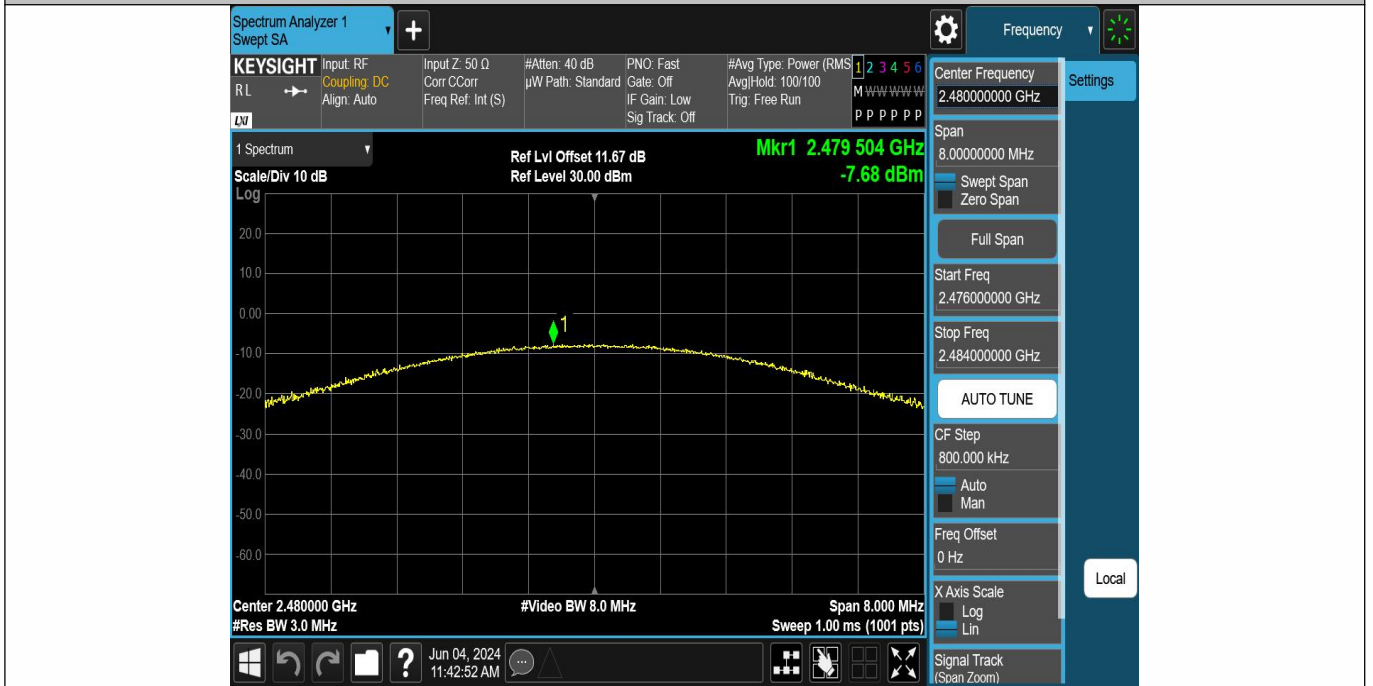 Spectrum Analyzer 1
Swept SA
+
Frequency
KEYSIGHT
RL
LXI
Input: RF
Coupling: DC
Align: Auto
Input Z: 50 Ω
Corr CCorr
Freq Ref: Int (S)
#Atten: 40 dB
µW Path: Standard
PNO: Fast
Gate: Off
IF Gain: Low
Sig Track: Off
#Avg Type: Power (RMS
Avg|Hold: 100/100
Trig: Free Run
1 2 3 4 5 6
M W W W W W
P P P P P P
1 Spectrum
Scale/Div 10 dB
Log
Ref Lvl Offset 11.67 dB
Ref Level 30.00 dBm
Mkr1 2.479 504 GHz
-7.68 dBm
20.0
10.0
0.00
-10.0
-20.0
-30.0
-40.0
-50.0
-60.0
1
Center 2.480000 GHz
#Res BW 3.0 MHz
#Video BW 8.0 MHz
Span 8.000 MHz
Sweep 1.00 ms (1001 pts)
?
Jun 04, 2024
11:42:52 AM
Center Frequency
2.480000000 GHz
Span
8.00000000 MHz
Swept Span
Zero Span
Full Span
Start Freq
2.476000000 GHz
Stop Freq
2.484000000 GHz
AUTO TUNE
CF Step
800.000 kHz
Auto
Man
Freq Offset
0 Hz
X Axis Scale
Log
Lin
Signal Track
(Span Zoom)
Settings
Local